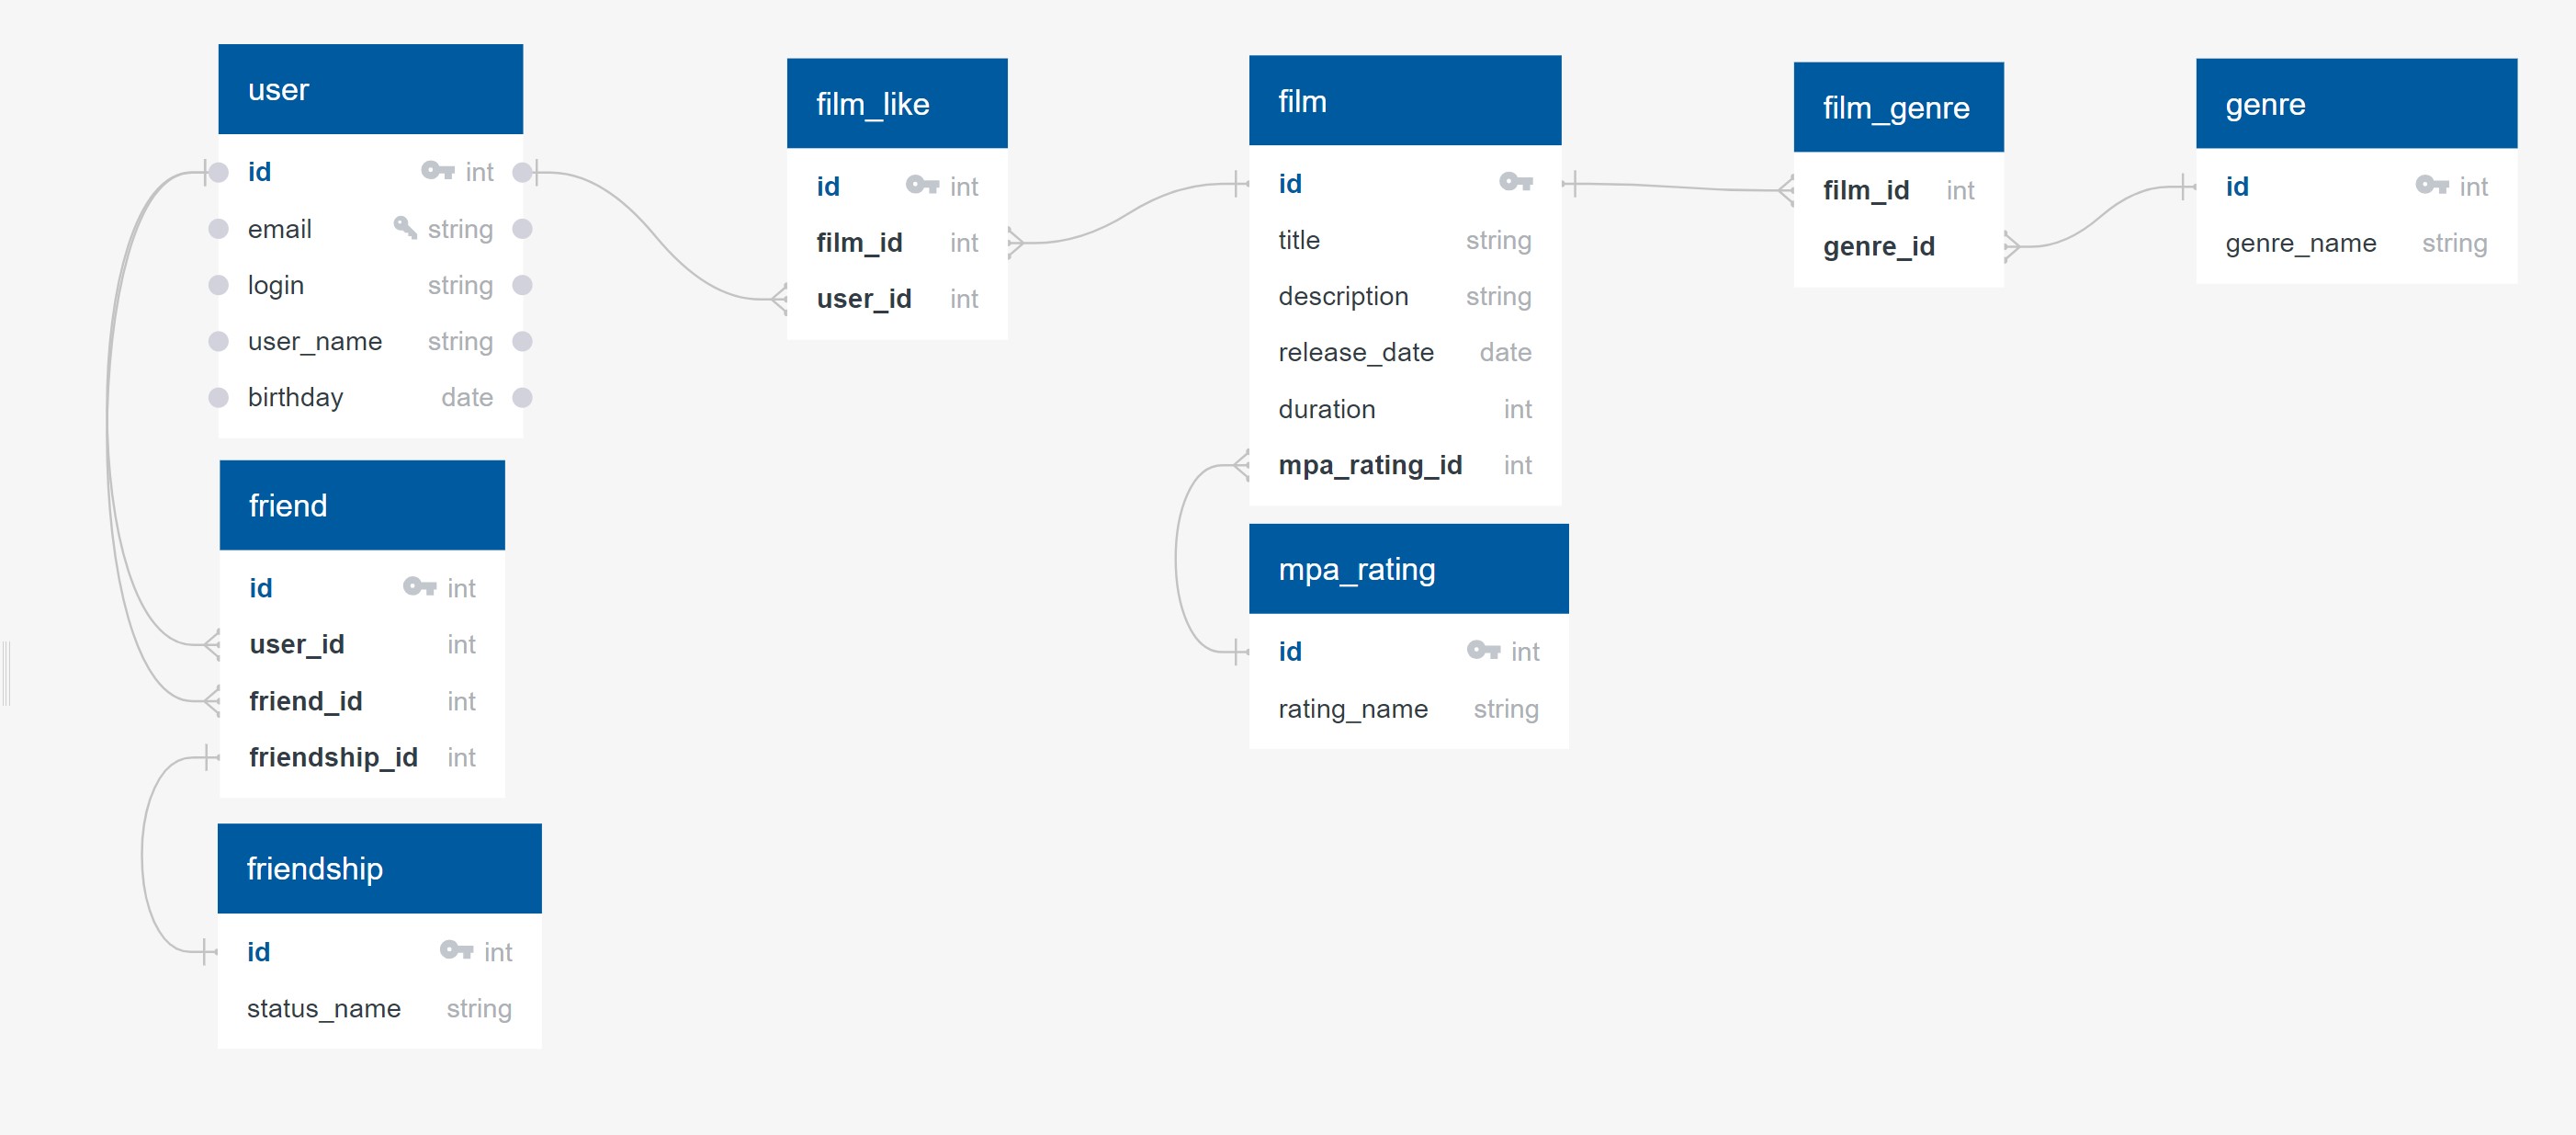 user
id int
email string
login string
user_name string
birthday date
friend
id int
user_id int
friend_id int
friendship_id int
friendship
id int
status_name string
film_like
id int
film_id int
user_id int
film
id
title string
description string
release_date date
duration int
mpa_rating_id int
mpa_rating
id int
rating_name string
film_genre
film_id int
genre_id
genre
id int
genre_name string